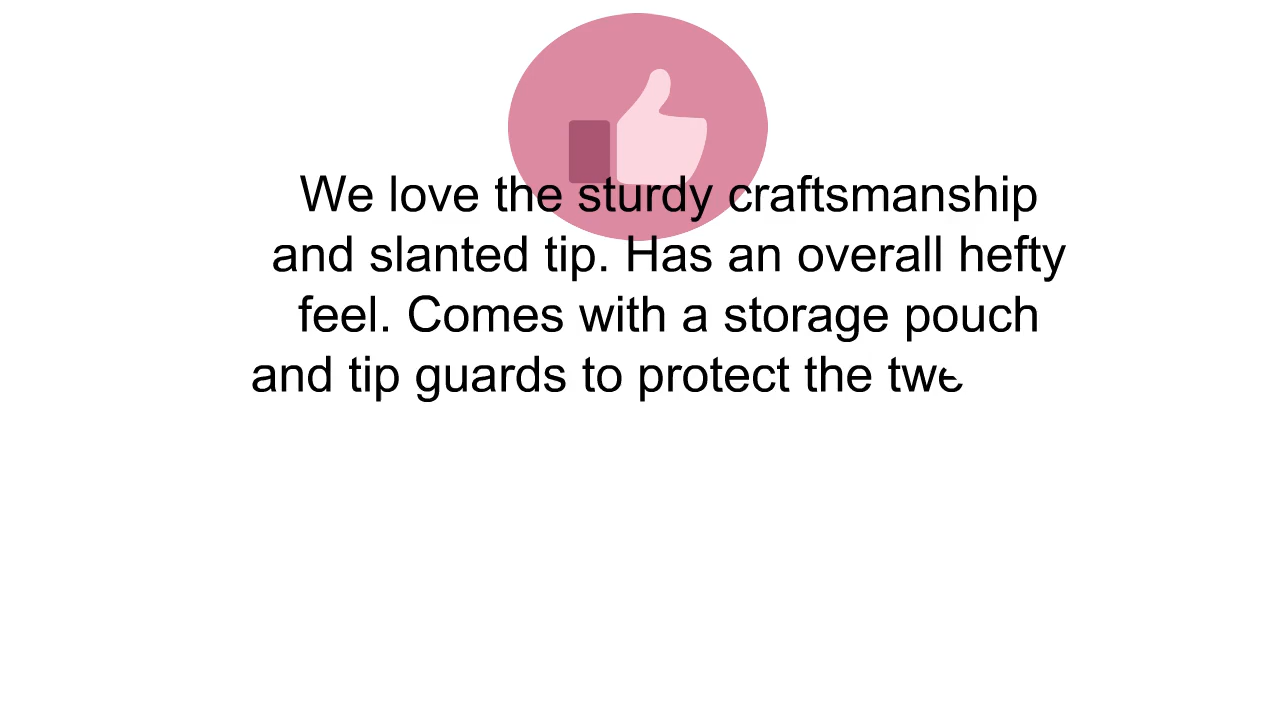 We love the sturdy craftsmanship
and slanted tip. Has an overall hefty
feel. Comes with a storage pouch
and tip guards to protect the